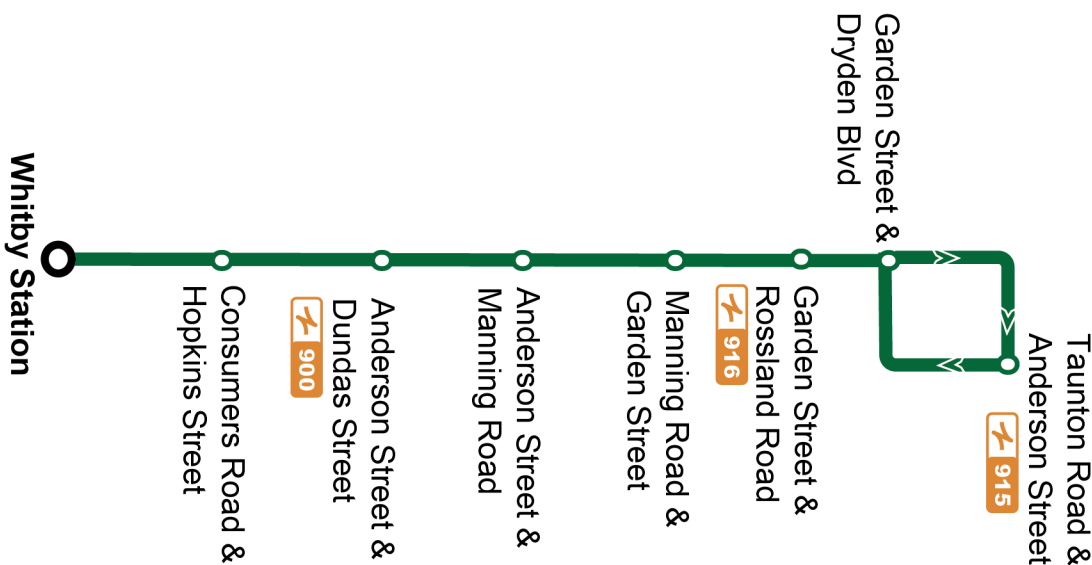 Garden Street &
Dryden Blvd
Taunton Road &
Anderson Street
915
Garden Street &
Rossland Road
916
Manning Road &
Garden Street
Anderson Street &
Manning Road
Anderson Street &
Dundas Street
900
Consumers Road &
Hopkins Street
Whitby Station